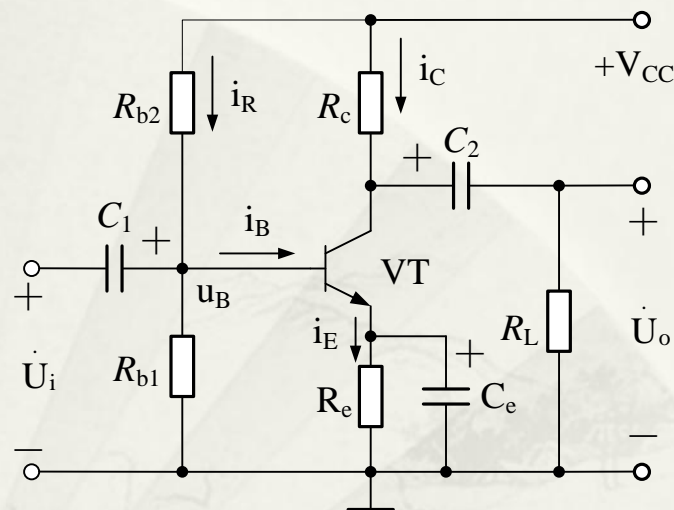 +V_CC
R_b2
i_R
R_c
i_C
+
C_2
C_1
+
i_B
VT
+
+
u_B
i_E
+
R_L
U̇_o
U̇_i
R_b1
R_e
C_e
—
—